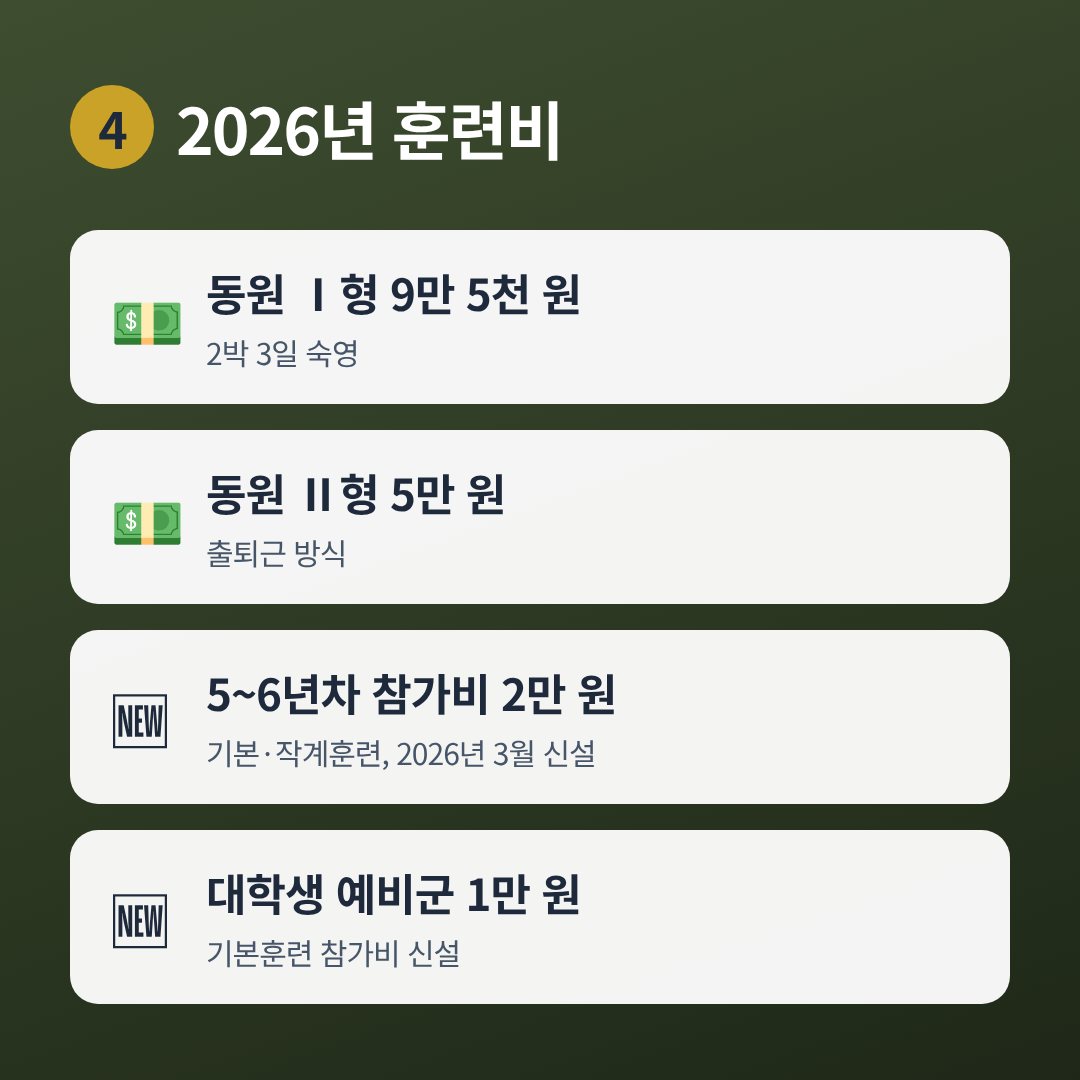 4 2026년 훈련비
동원 Ⅰ형 9만 5천 원
2박 3일 숙영
동원 Ⅱ형 5만 원
출퇴근 방식
NEW
5~6년차 참가비 2만 원
기본·작계훈련, 2026년 3월 신설
NEW
대학생 예비군 1만 원
기본훈련 참가비 신설